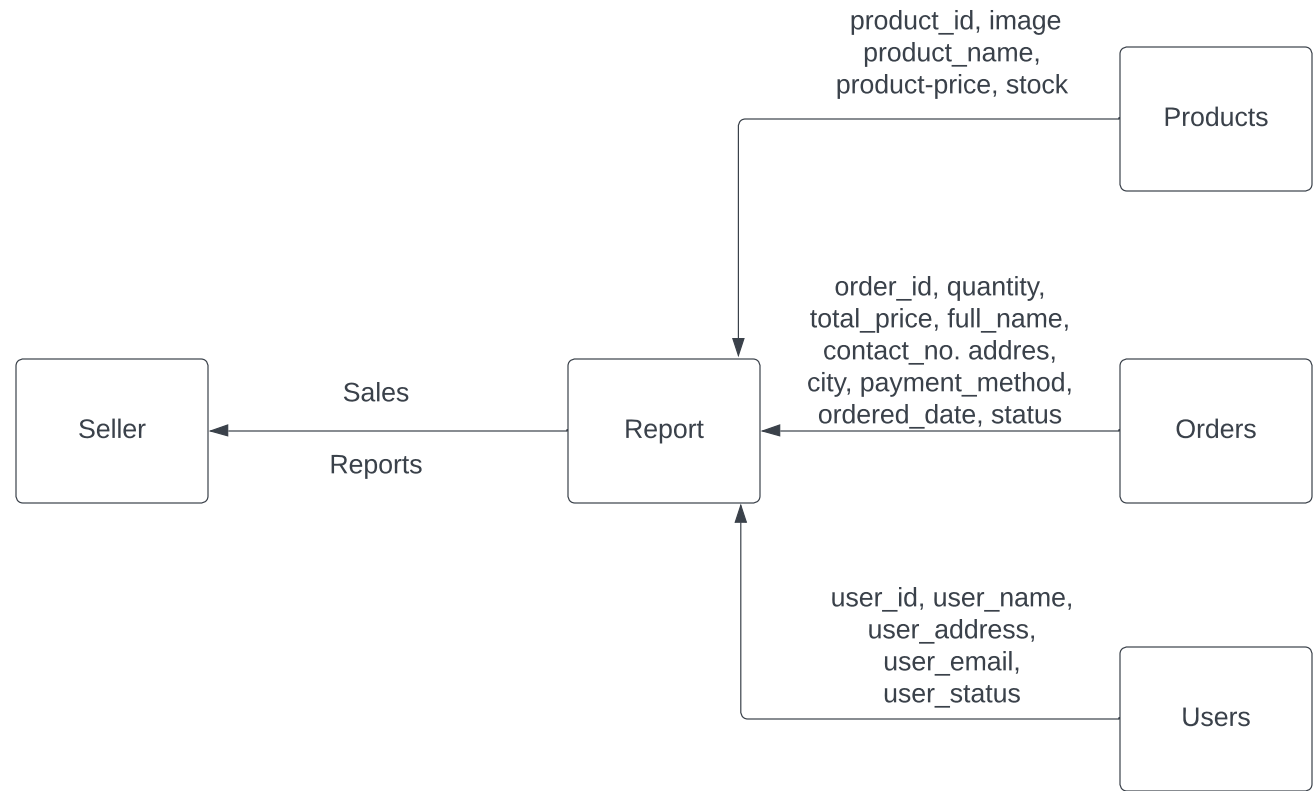 product_id, image
product_name,
product-price, stock
Products
order_id, quantity,
total_price, full_name,
contact_no. addres,
city, payment_method,
ordered_date, status
Seller
Sales
Reports
Report
Orders
user_id, user_name,
user_address,
user_email,
user_status
Users